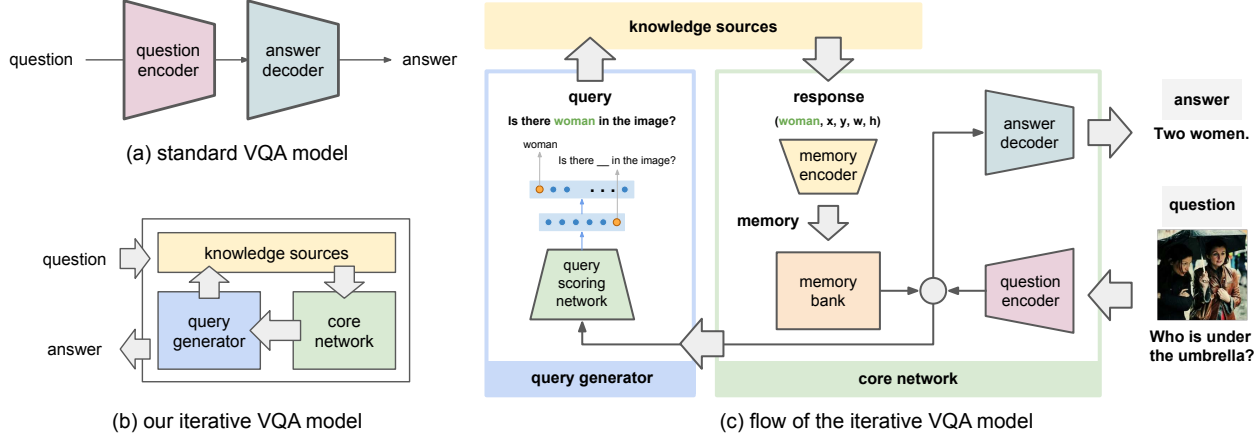 question
question
encoder
answer
decoder
answer
(a) standard VQA model
question
knowledge sources
query
generator
core
network
answer
(b) our iterative VQA model
knowledge sources
query
Is there woman in the image?
woman
Is there __ in the image?
. . .
query
scoring
network
query generator
response
(woman, x, y, w, h)
memory
encoder
memory
memory
bank
answer
decoder
question
encoder
core network
answer
Two women.
question
Who is under
the umbrella?
(c) flow of the iterative VQA model